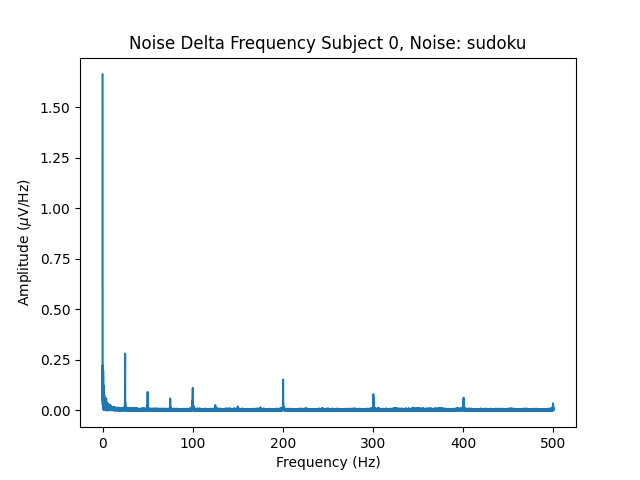 Noise Delta Frequency Subject 0, Noise: sudoku
1.50
1.25
1.00
0.75
0.50
0.25
0.00
Amplitude (μV/Hz)
0 100 200 300 400 500
Frequency (Hz)